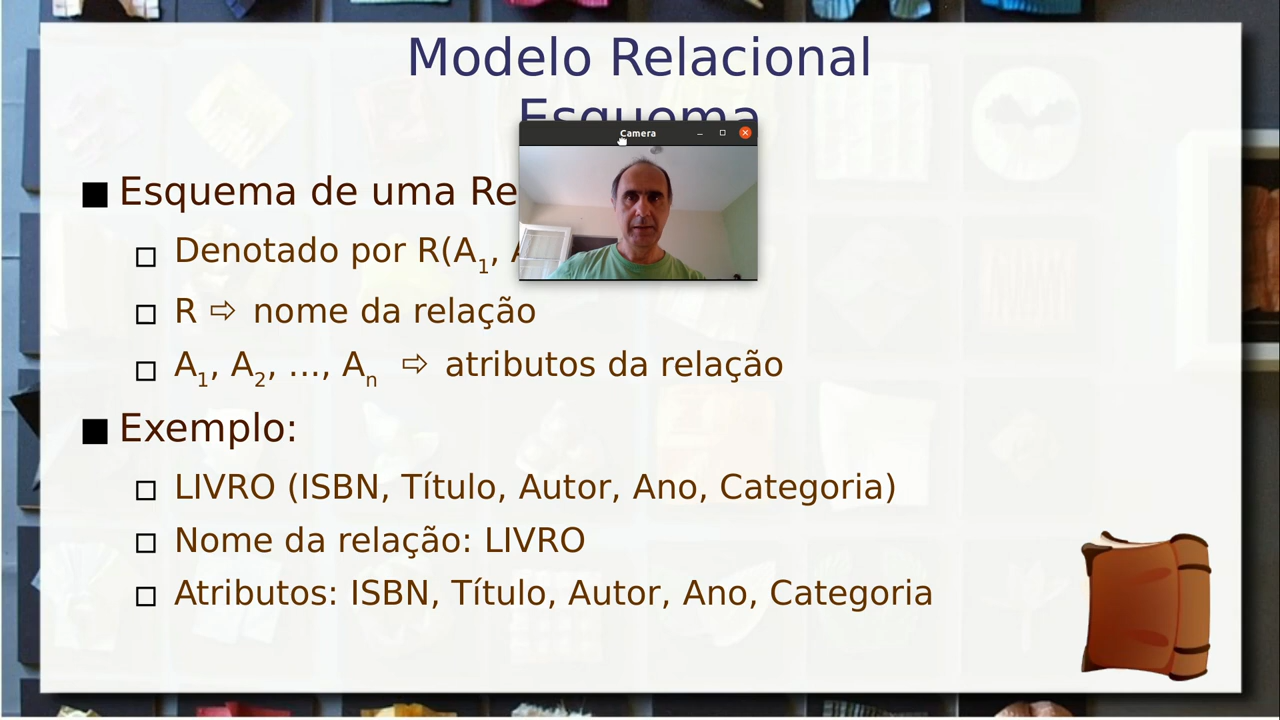 Modelo Relacional
Esquema
Camera
■ Esquema de uma Re
□ Denotado por R(A₁,
□ R ⇨ nome da relação
□ A₁, A₂, ..., Aₙ ⇨ atributos da relação
■ Exemplo:
□ LIVRO (ISBN, Título, Autor, Ano, Categoria)
□ Nome da relação: LIVRO
□ Atributos: ISBN, Título, Autor, Ano, Categoria